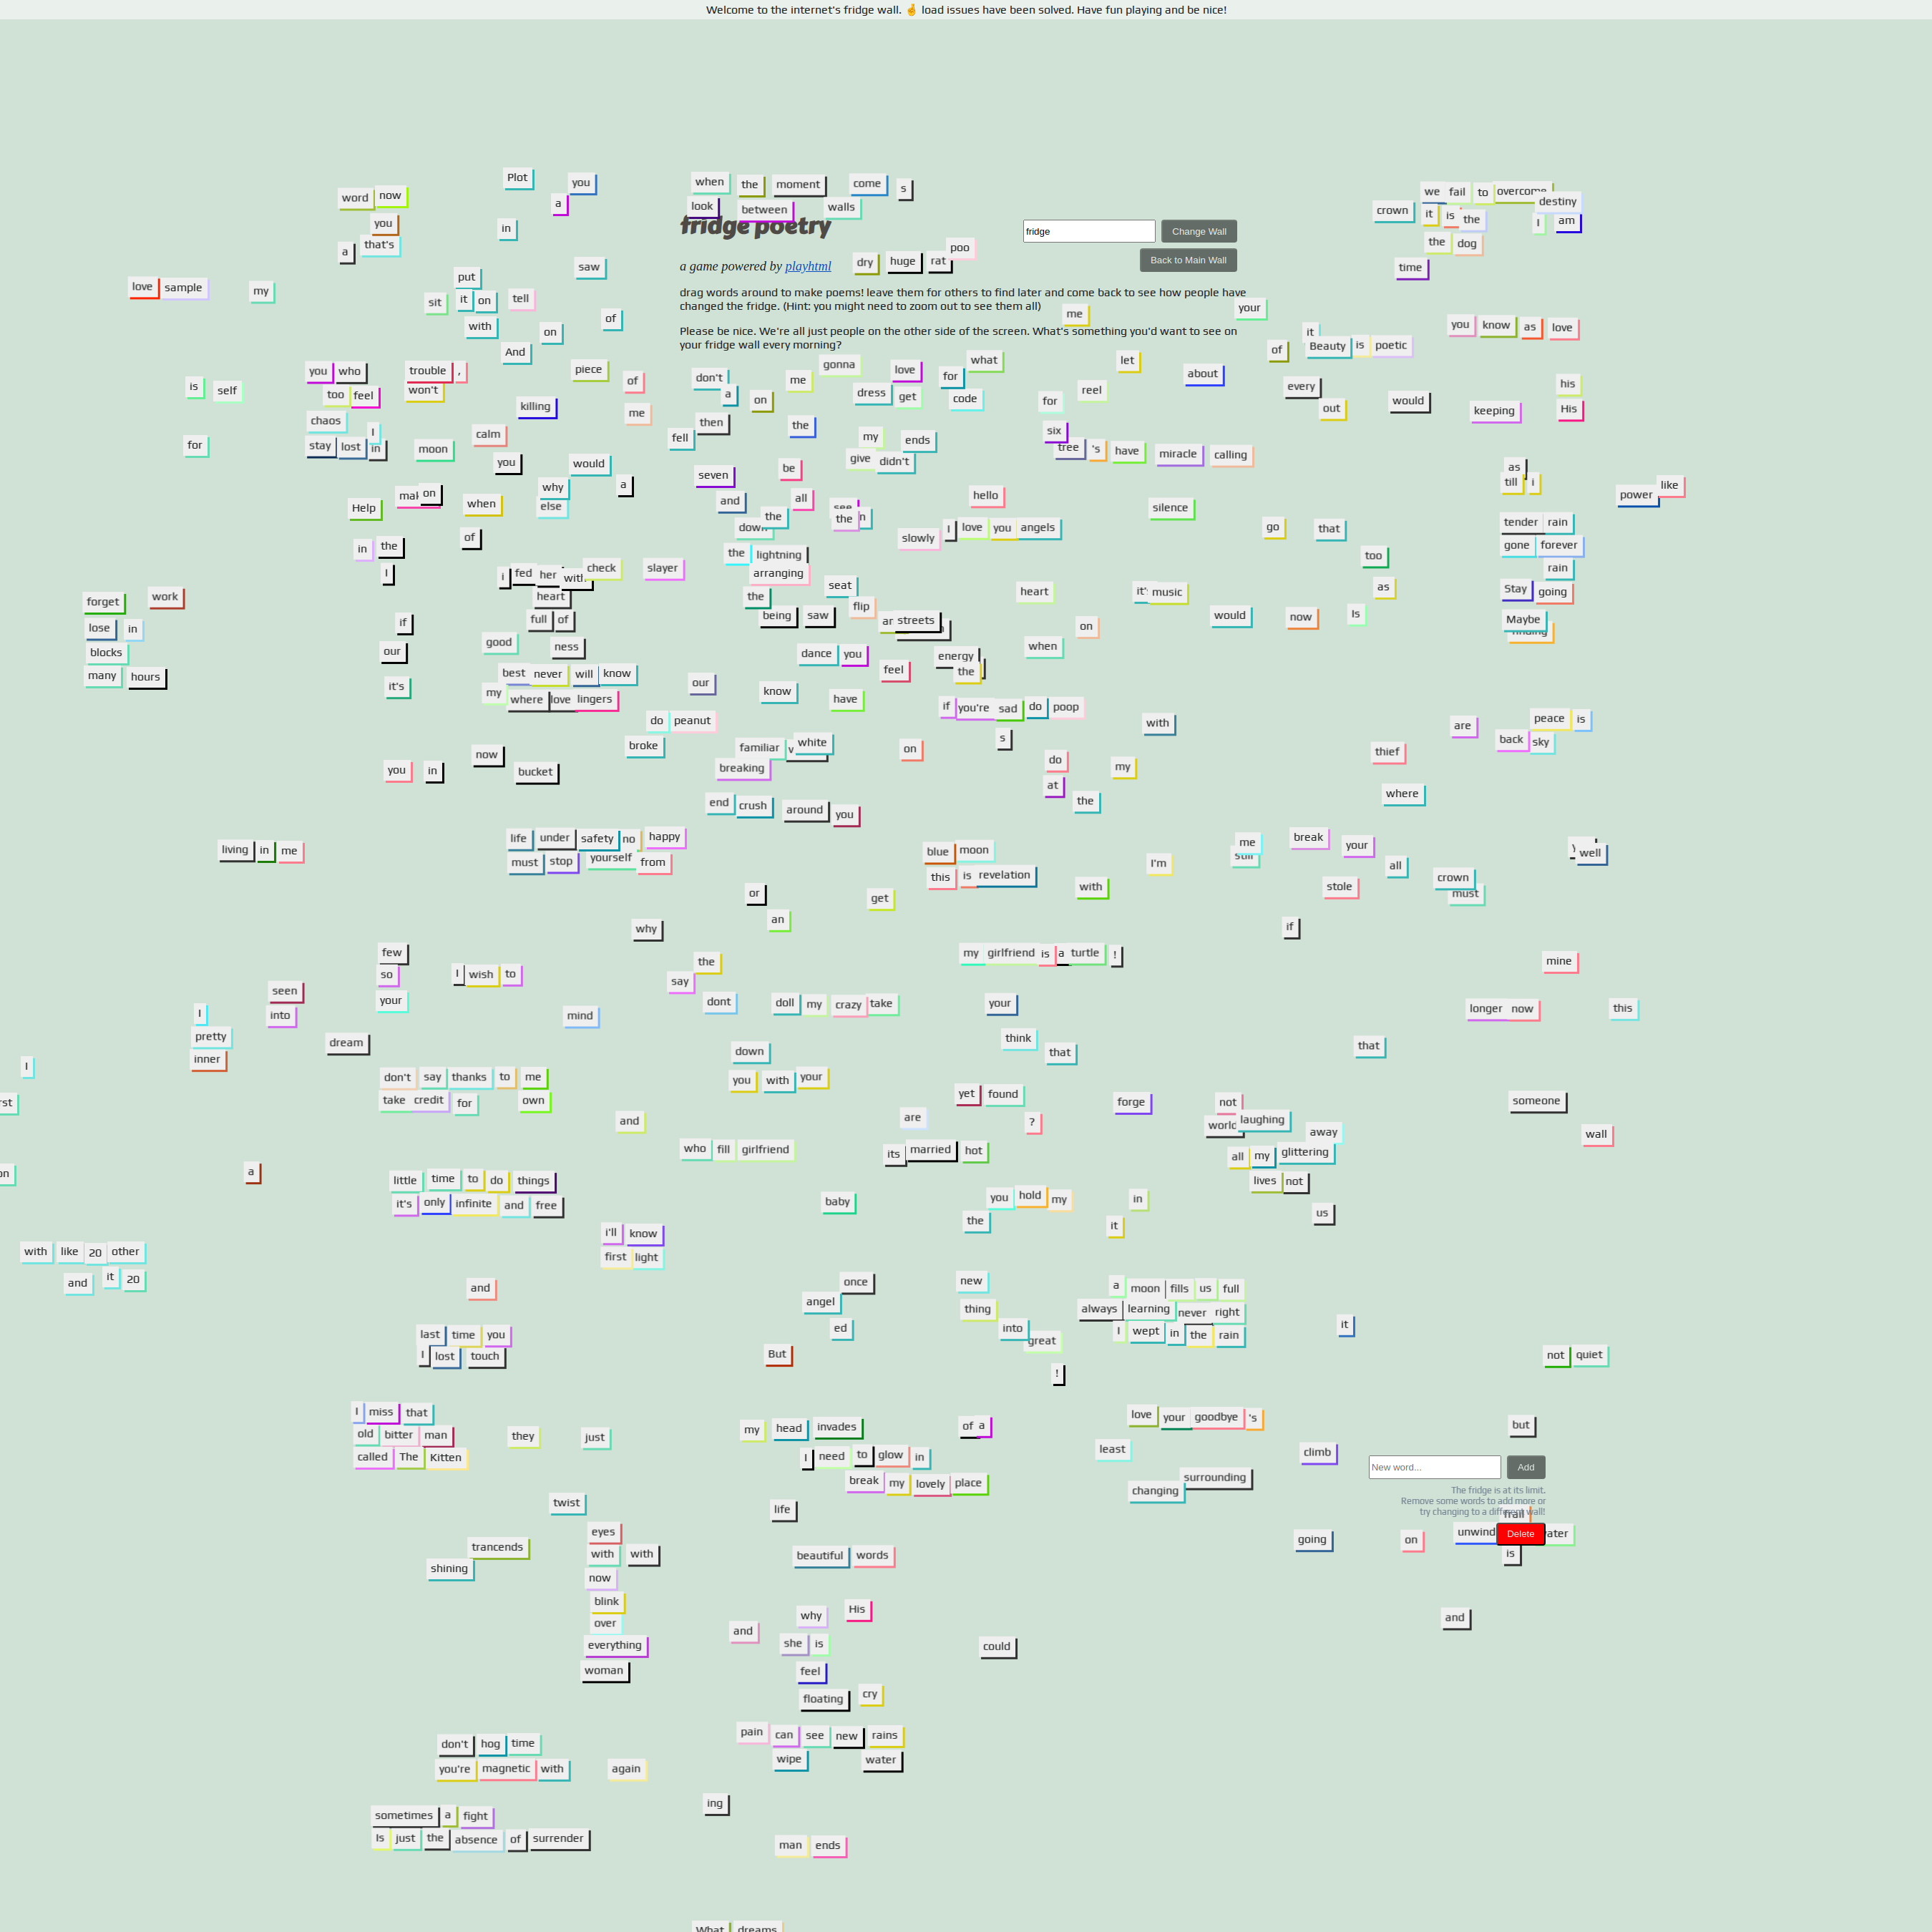 Welcome to the internet's fridge wall. 🤞 load issues have been solved. Have fun playing and be nice!
Plot you when the moment come s
word now a look between walls we fail to overcome destiny
you in fridge poetry fridge Change Wall crown it is the I am
a that's poo the dog
saw a game powered by playhtml dry huge rat Back to Main Wall time
love sample my put
sit it on tell drag words around to make poems! leave them for others to find later and come back to see how people have
changed the fridge. (Hint: you might need to zoom out to see them all) me your
with on of Please be nice. We're all just people on the other side of the screen. What's something you'd want to see on it you know as love
And your fridge wall every morning? of Beauty is poetic
you who trouble , piece of don't me gonna love for what let about
is self too feel won't a on dress get code for reel every would his
chaos killing me then the six out keeping His
I calm fell my ends
for stay lost in moon give didn't tree 's have miracle calling
you would seven be as
Help on when why a and all hello silence till i power like
else down the the slowly I love you angels go that tender rain
in the of the lightning too gone forever
I i fed her with check slayer arranging rain
forget work heart the seat heart it's music as Stay going
if full of being saw flip streets on would now Is Maybe
lose in our good ness energy when
blocks dance you feel the
many hours it's best never will know our know
my where love lingers have if you're sad do poop
do peanut s with are peace is
now broke familiar white on do my thief back sky
you in bucket breaking at the where
end crush around you
living in me life under safety no happy blue moon me break your well
must stop yourself from this is revelation I'm still all
or get with stole crown must
why an if
few the my girlfriend is a turtle ! mine
so I wish to say
seen your dont doll my crazy take your longer now this
I into mind
pretty dream think that that
inner down
I don't say thanks to me you with your
take credit for own yet found forge not someone
and are ? world laughing away wall
who fill girlfriend its married hot all my glittering
a little time to do things lives not
it's only infinite and free baby you hold my in us
i'll know the it
with like 20 other first light
and it 20 and once new a moon fills us full
angel thing always learning never right
last time you ed into great I wept in the rain it
I lost touch But ! not quiet
I miss that love your goodbye 's
old bitter man they just my head invades of a least climb but
called The Kitten I need to glow in New word... Add
break my lovely place changing surrounding The fridge is at its limit.
twist life Remove some words to add more or
try changing to a different wall!
eyes frail
trancends with with beautiful words going on unwind Delete
shining now is
blink why His and
over and she is could
everything feel
woman floating cry
don't hog time pain can see new rains
you're magnetic with again wipe water
sometimes a fight ing
Is just the absence of surrender man ends
What dreams